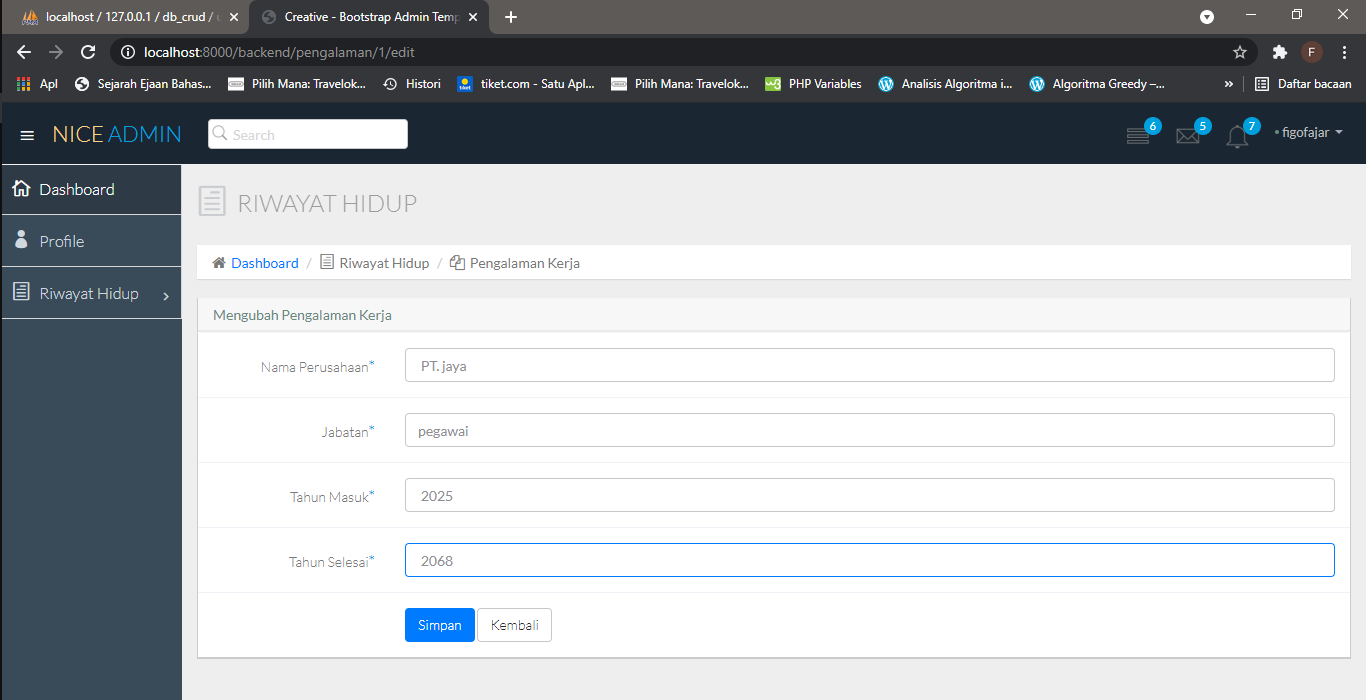 localhost / 127.0.0.1 / db_crud /
Creative - Bootstrap Admin Temp
localhost:8000/backend/pengalaman/1/edit
F
Apl
Sejarah Ejaan Bahas...
Pilih Mana: Travelok...
Histori
tiket.com - Satu Apl...
Pilih Mana: Travelok...
PHP Variables
Analisis Algoritma i...
Algoritma Greedy –...
»
Daftar bacaan
NICE ADMIN
Search
6
5
7
figofajar
Dashboard
Profile
Riwayat Hidup
RIWAYAT HIDUP
Dashboard / Riwayat Hidup / Pengalaman Kerja
Mengubah Pengalaman Kerja
Nama Perusahaan* PT. jaya
Jabatan* pegawai
Tahun Masuk* 2025
Tahun Selesai* 2068
Simpan Kembali